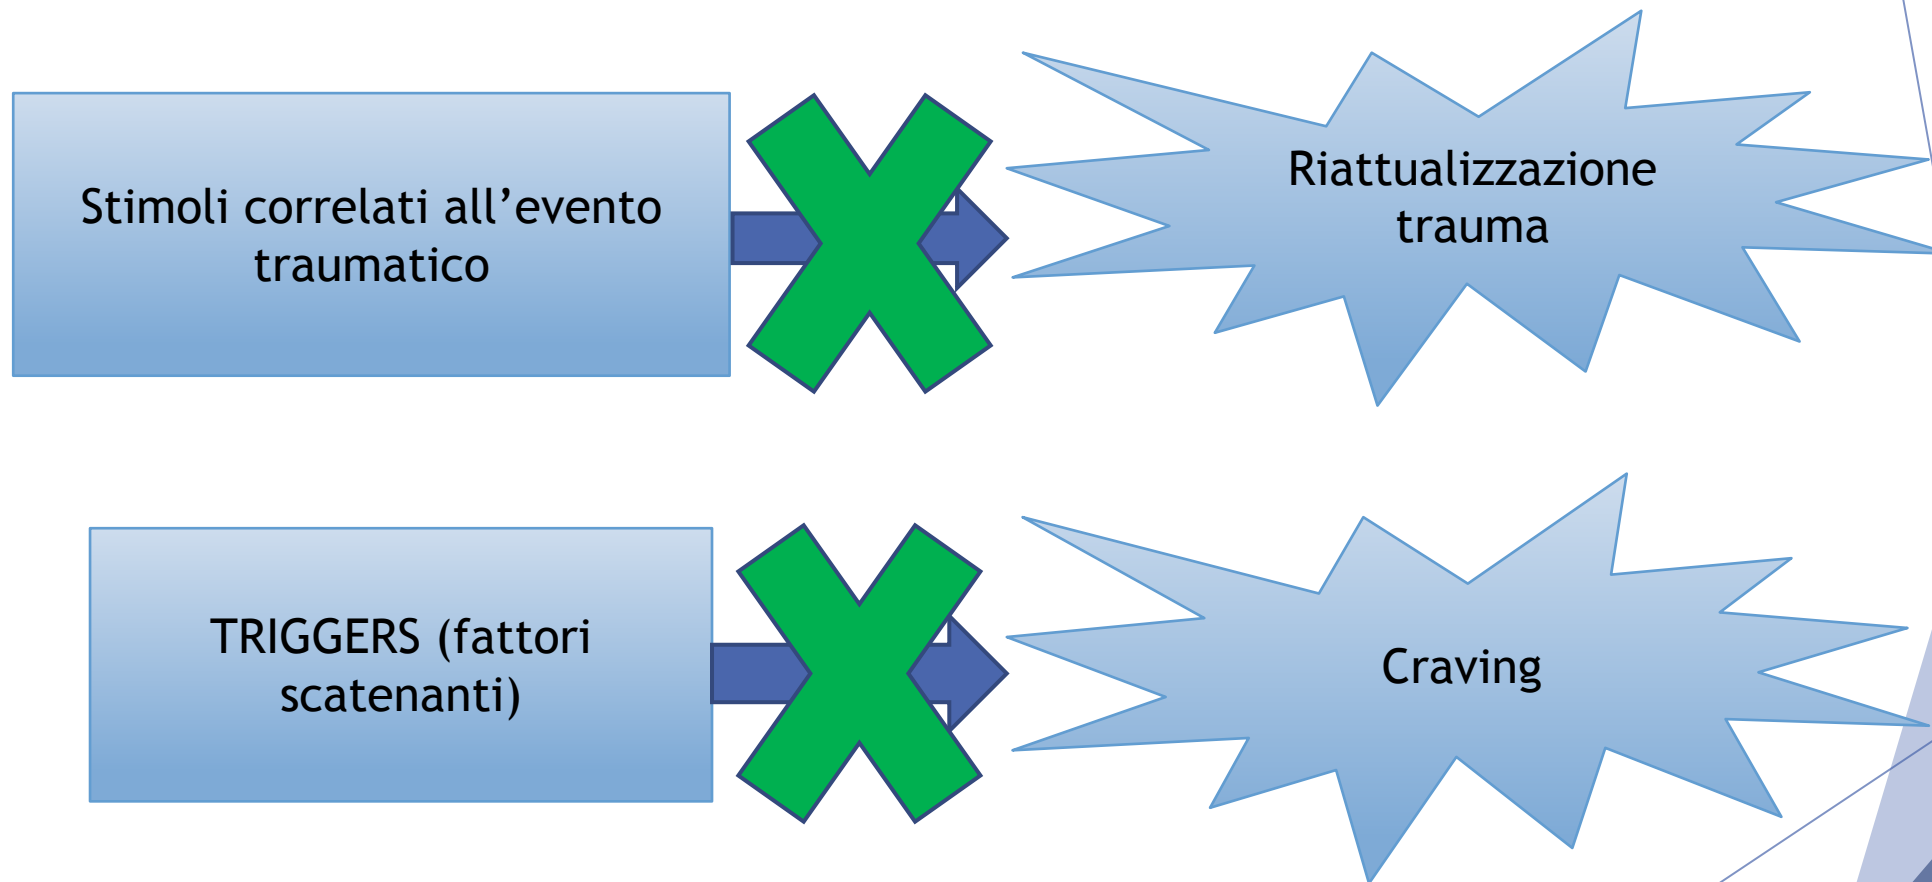 Stimoli correlati all’evento
traumatico
Riattualizzazione
trauma
TRIGGERS (fattori
scatenanti)
Craving